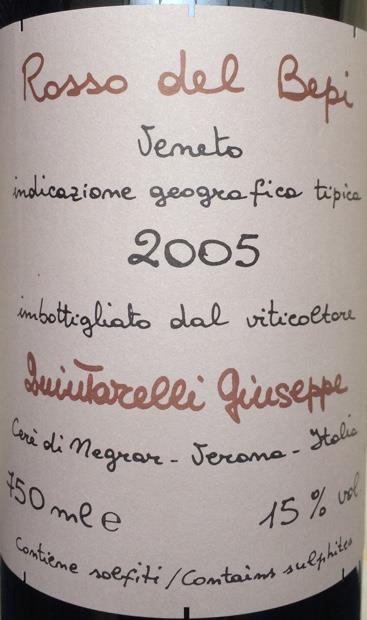 Rosso del Bepi
Veneto
indicazione geografica tipica
2005
imbottigliato dal viticoltore
Quintarelli Giuseppe
Cerè di Negrar - Verona - Italia
750 ml e 15% vol.
Contiene solfiti / Contains sulphites